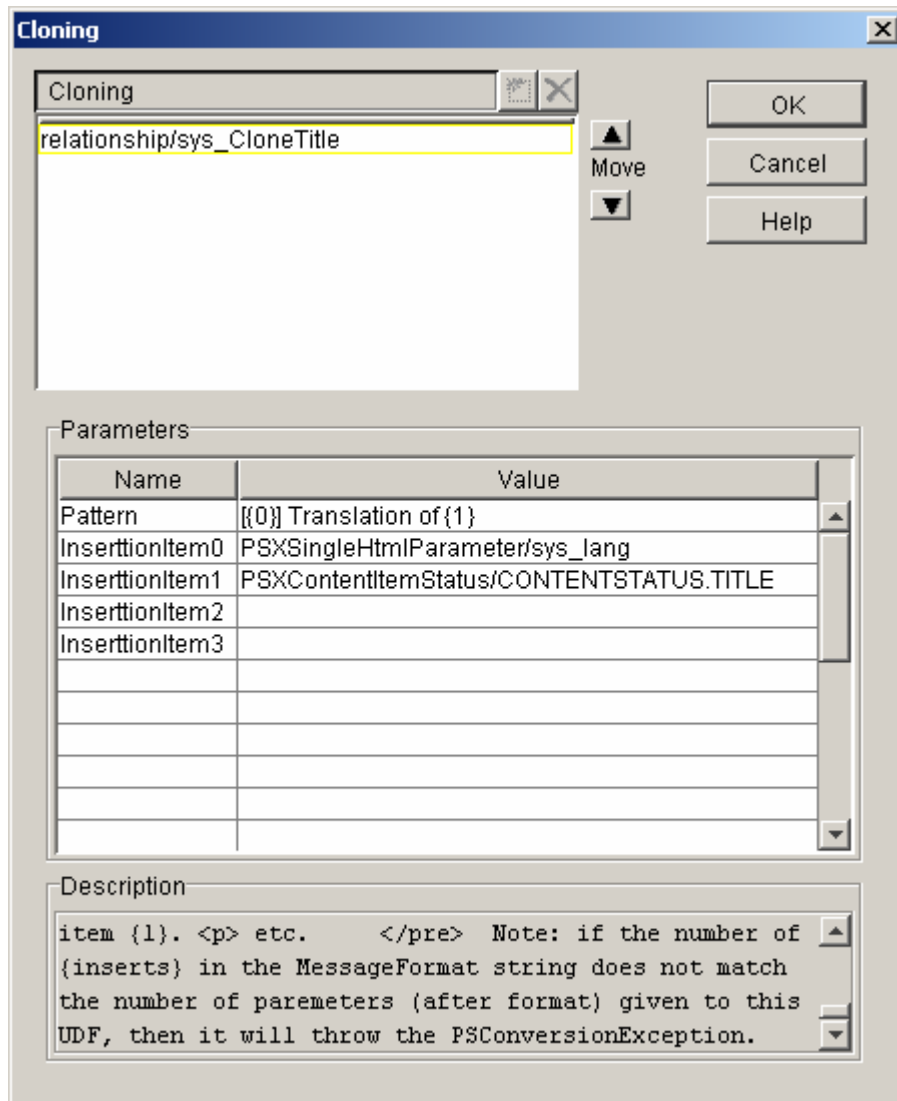 Cloning
Cloning
OK
relationship/sys_CloneTitle
Move
Cancel
Help
Parameters
Name Value
Pattern [{0}] Translation of {1}
InserttionItem0 PSXSingleHtmlParameter/sys_lang
InserttionItem1 PSXContentItemStatus/CONTENTSTATUS.TITLE
InserttionItem2
InserttionItem3
Description
item {1}. <p> etc. </pre> Note: if the number of
{inserts} in the MessageFormat string does not match
the number of paremeters (after format) given to this
UDF, then it will throw the PSConversionException.